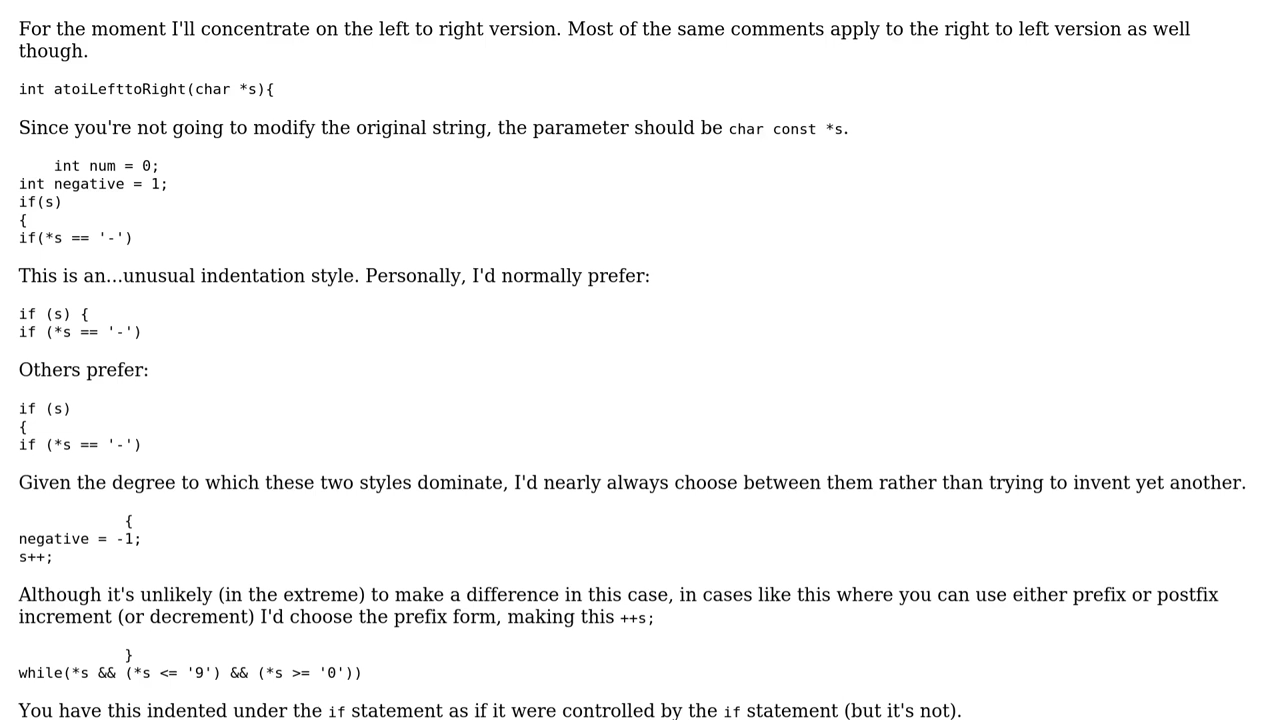 For the moment I'll concentrate on the left to right version. Most of the same comments apply to the right to left version as well
though.
int atoiLefttoRight(char *s){
Since you're not going to modify the original string, the parameter should be char const *s.
    int num = 0;
int negative = 1;
if(s)
{
if(*s == '-')
This is an...unusual indentation style. Personally, I'd normally prefer:
if (s) {
if (*s == '-')
Others prefer:
if (s)
{
if (*s == '-')
Given the degree to which these two styles dominate, I'd nearly always choose between them rather than trying to invent yet another.
            {
negative = -1;
s++;
Although it's unlikely (in the extreme) to make a difference in this case, in cases like this where you can use either prefix or postfix
increment (or decrement) I'd choose the prefix form, making this ++s;
            }
while(*s && (*s <= '9') && (*s >= '0'))
You have this indented under the if statement as if it were controlled by the if statement (but it's not).